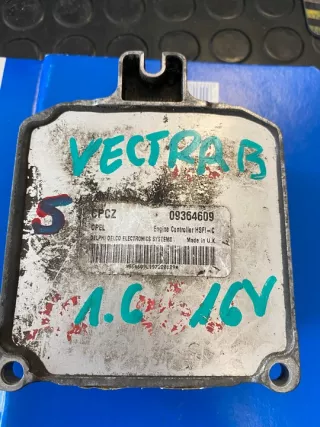 VECTRA B
S
CPCZ 09364609
OPEL Engine Controller HSFI-C
DELPHI DELCO ELECTRONICS SYSTEMS Made in U.K.
1.6 16V